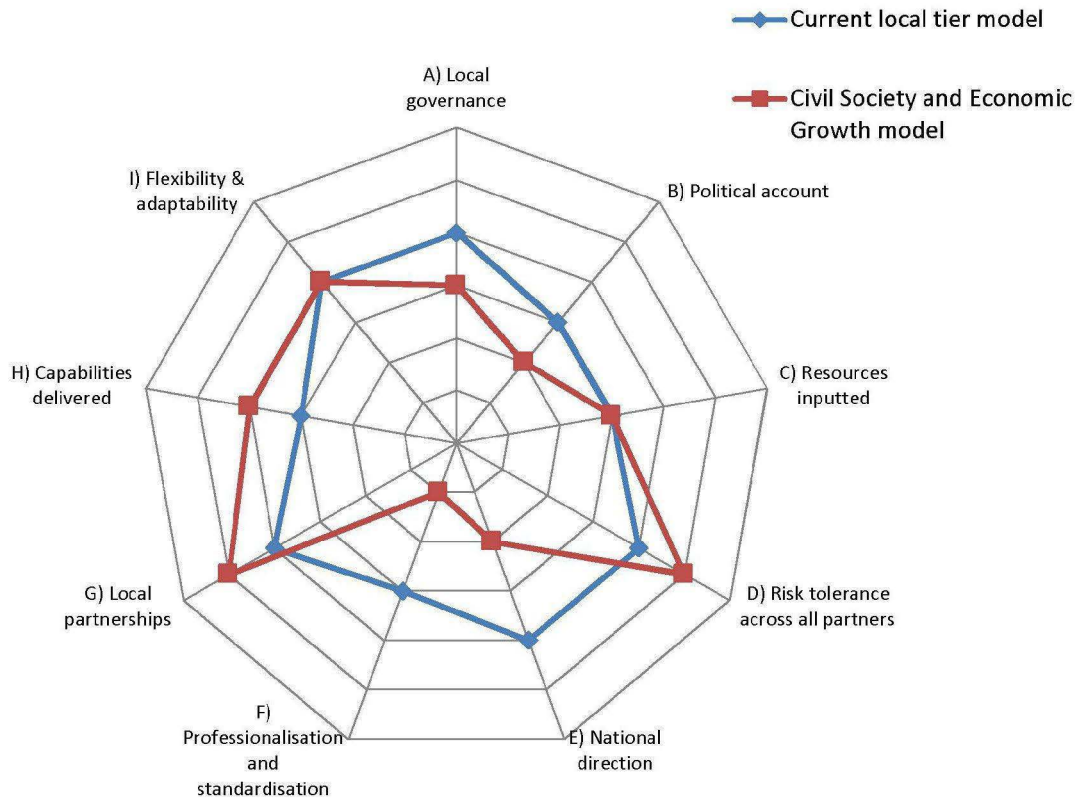 Current local tier model
Civil Society and Economic
Growth model
A) Local
governance
B) Political account
C) Resources
inputted
D) Risk tolerance
across all partners
E) National
direction
F)
Professionalisation
and
standardisation
G) Local
partnerships
H) Capabilities
delivered
I) Flexibility &
adaptability